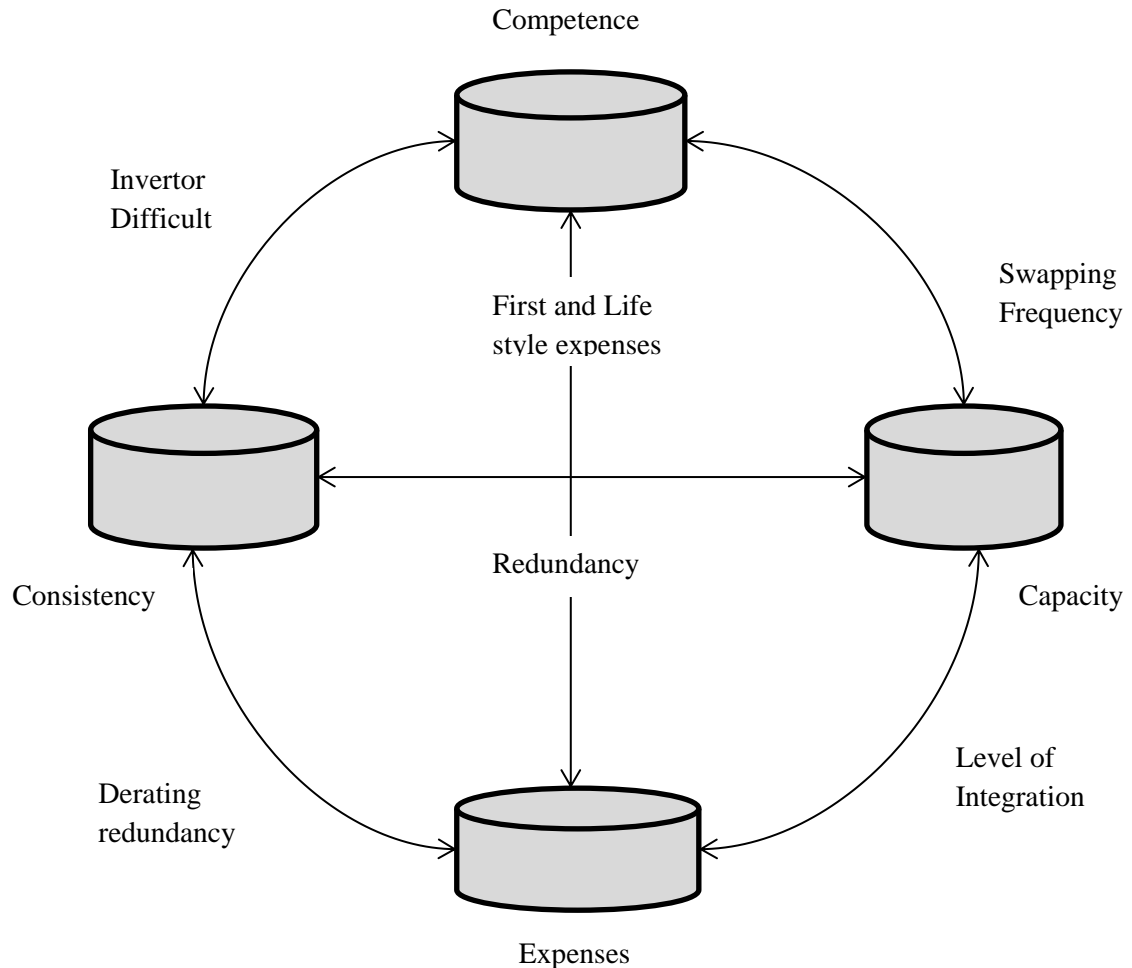 Competence
Invertor
Difficult
Swapping
Frequency
First and Life
style expenses
Redundancy
Consistency
Capacity
Level of
Integration
Derating
redundancy
Expenses